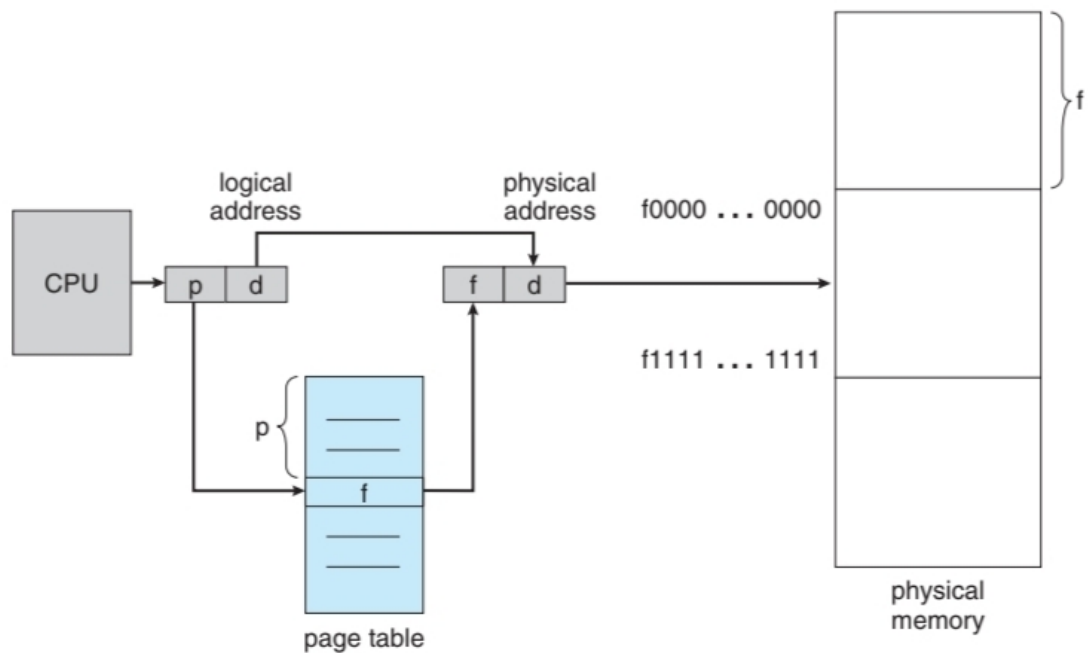 f
logical
address
physical
address
f0000 ... 0000
CPU
p
d
f
d
f1111 ... 1111
p
f
page table
physical
memory